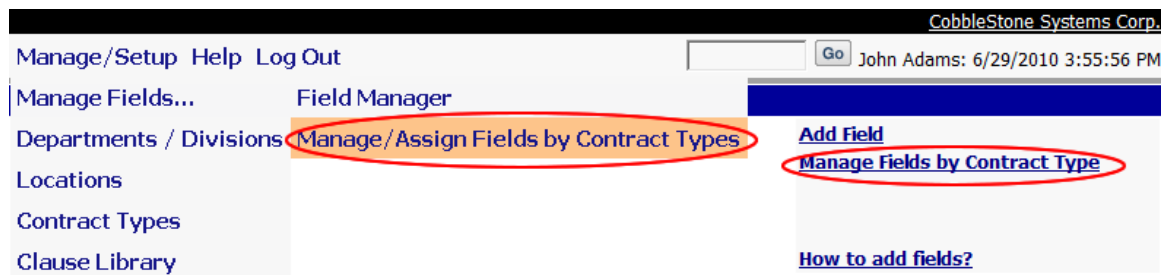 CobbleStone Systems Corp.
Manage/Setup Help Log Out
Go John Adams: 6/29/2010 3:55:56 PM
Manage Fields... Field Manager
Departments / Divisions Manage/Assign Fields by Contract Types
Add Field
Manage Fields by Contract Type
Locations
Contract Types
Clause Library
How to add fields?